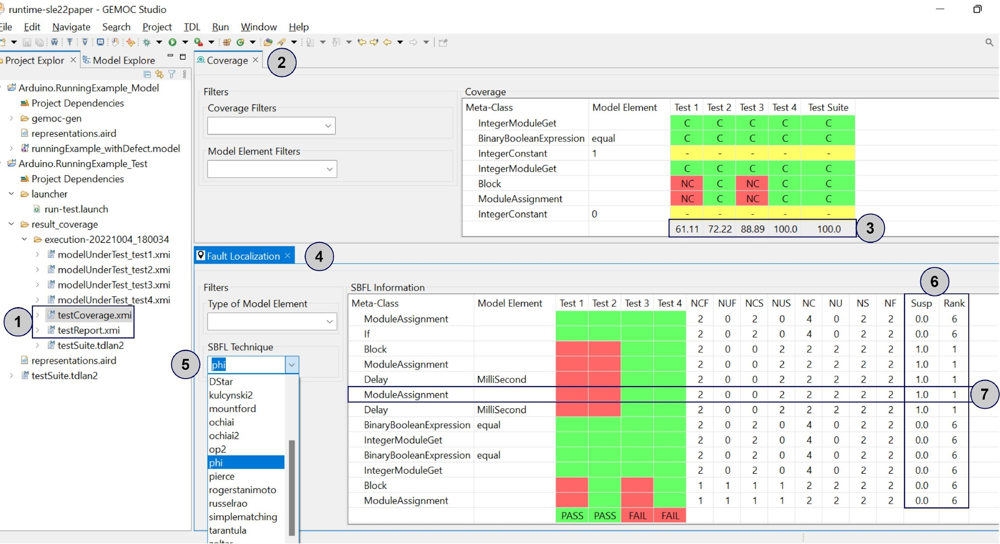 runtime-sle22paper - GEMOC Studio
File Edit Navigate Search Project TDL Run Window Help
Project Explor
Model Explore
Arduino.RunningExample_Model
Project Dependencies
gemoc-gen
representations.aird
runningExample_withDefect.model
Arduino.RunningExample_Test
Project Dependencies
launcher
run-test.launch
result_coverage
execution-20221004_180034
modelUnderTest_test1.xmi
modelUnderTest_test2.xmi
modelUnderTest_test3.xmi
modelUnderTest_test4.xmi
1
testCoverage.xmi
testReport.xmi
testSuite.tdlan2
representations.aird
testSuite.tdlan2
Coverage
2
Filters
Coverage Filters
Model Element Filters
Coverage
Meta-Class Model Element Test 1 Test 2 Test 3 Test 4 Test Suite
IntegerModuleGet C C C C C
BinaryBooleanExpression equal C C C C C
IntegerConstant 1 - - - - -
IntegerModuleGet C C C C C
Block NC C NC C C
ModuleAssignment NC C NC C C
IntegerConstant 0 - - - - -
61.11 72.22 88.89 100.0 100.0
3
Fault Localization
4
Filters
Type of Model Element
SBFL Technique
5
phi
DStar
kulcynski2
mountford
ochiai
ochiai2
op2
phi
pierce
rogerstanimoto
russelrao
simplematching
tarantula
SBFL Information
6
Meta-Class Model Element Test 1 Test 2 Test 3 Test 4 NCF NUF NCS NUS NC NU NS NF Susp Rank
ModuleAssignment 2 0 2 0 4 0 2 2 0.0 6
If 2 0 2 0 4 0 2 2 0.0 6
Block 2 0 0 2 2 2 2 2 1.0 1
ModuleAssignment 2 0 0 2 2 2 2 2 1.0 1
Delay MilliSecond 2 0 0 2 2 2 2 2 1.0 1
ModuleAssignment 2 0 0 2 2 2 2 2 1.0 1
7
Delay MilliSecond 2 0 0 2 2 2 2 2 1.0 1
BinaryBooleanExpression equal 2 0 2 0 4 0 2 2 0.0 6
IntegerModuleGet 2 0 2 0 4 0 2 2 0.0 6
BinaryBooleanExpression equal 2 0 2 0 4 0 2 2 0.0 6
IntegerModuleGet 2 0 2 0 4 0 2 2 0.0 6
Block 1 1 1 1 2 2 2 2 0.0 6
ModuleAssignment 1 1 1 1 2 2 2 2 0.0 6
PASS PASS FAIL FAIL